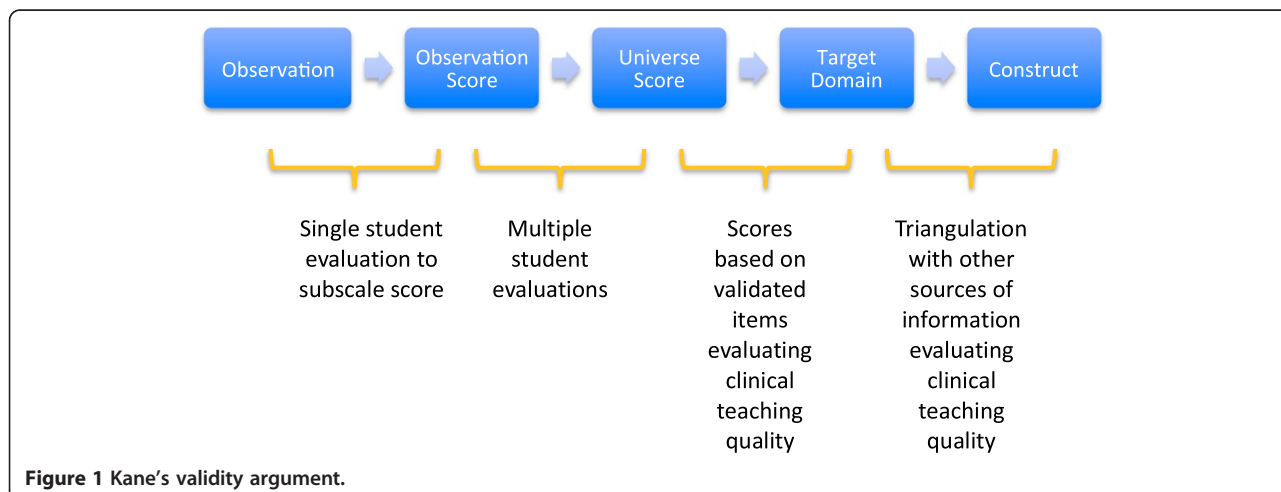 Observation
Observation
Score
Universe
Score
Target
Domain
Construct
Single student
evaluation to
subscale score
Multiple
student
evaluations
Scores
based on
validated
items
evaluating
clinical
teaching
quality
Triangulation
with other
sources of
information
evaluating
clinical
teaching
quality
Figure 1 Kane's validity argument.